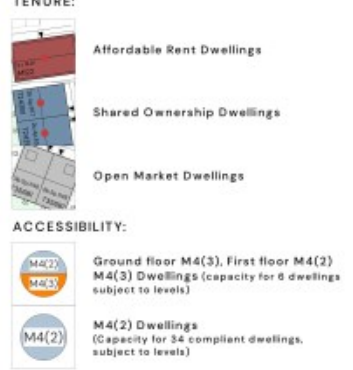 TENURE:
Affordable Rent Dwellings
Shared Ownership Dwellings
Open Market Dwellings
ACCESSIBILITY:
M4(2)
M4(3)
Ground floor M4(3), First floor M4(2)
M4(3) Dwellings (capacity for 6 dwellings
subject to levels)
M4(2)
M4(2) Dwellings
(Capacity for 34 compliant dwellings,
subject to levels)